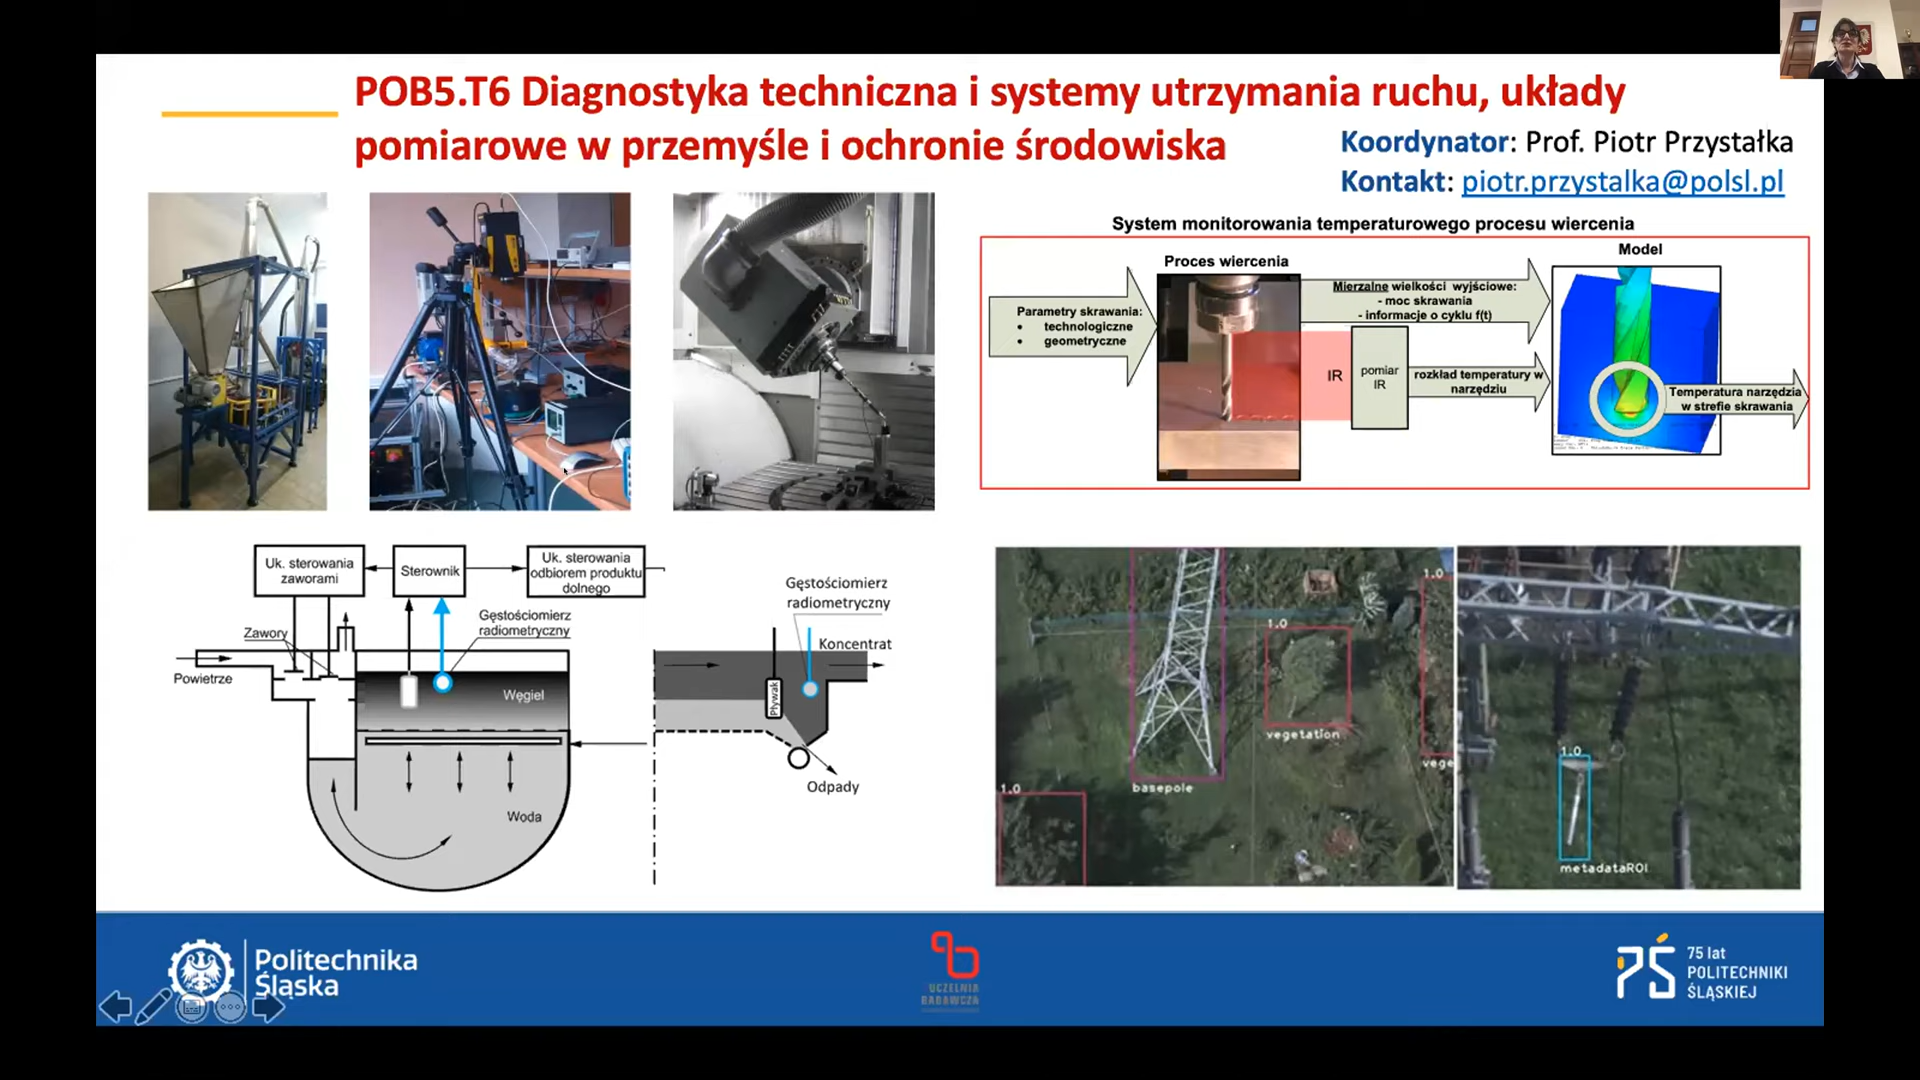 POB5.T6 Diagnostyka techniczna i systemy utrzymania ruchu, układy
pomiarowe w przemyśle i ochronie środowiska
Koordynator: Prof. Piotr Przystałka
Kontakt: piotr.przystalka@polsl.pl
System monitorowania temperaturowego procesu wiercenia
Proces wiercenia
Model
Parametry skrawania:
• technologiczne
• geometryczne
Mierzalne wielkości wyjściowe:
- moc skrawania
- informacje o cyklu f(t)
IR
pomiar
IR
rozkład temperatury w
narzędziu
Temperatura narzędzia
w strefie skrawania
Uk. sterowania
zaworami
Sterownik
Uk. sterowania
odbiorem produktu
dolnego
Gęstościomierz
radiometryczny
Zawory
Powietrze
Węgiel
Woda
Gęstościomierz
radiometryczny
Koncentrat
Pływak
Odpady
1.0
basepole
1.0
vegetation
1.0
vege
1.0
1.0
metadataROI
Politechnika
Śląska
UCZELNIA
BADAWCZA
75 lat
POLITECHNIKI
ŚLĄSKIEJ